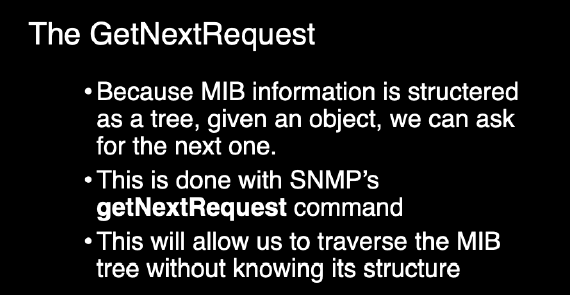 The GetNextRequest
• Because MIB information is structered
as a tree, given an object, we can ask
for the next one.
• This is done with SNMP's
getNextRequest command
• This will allow us to traverse the MIB
tree without knowing its structure